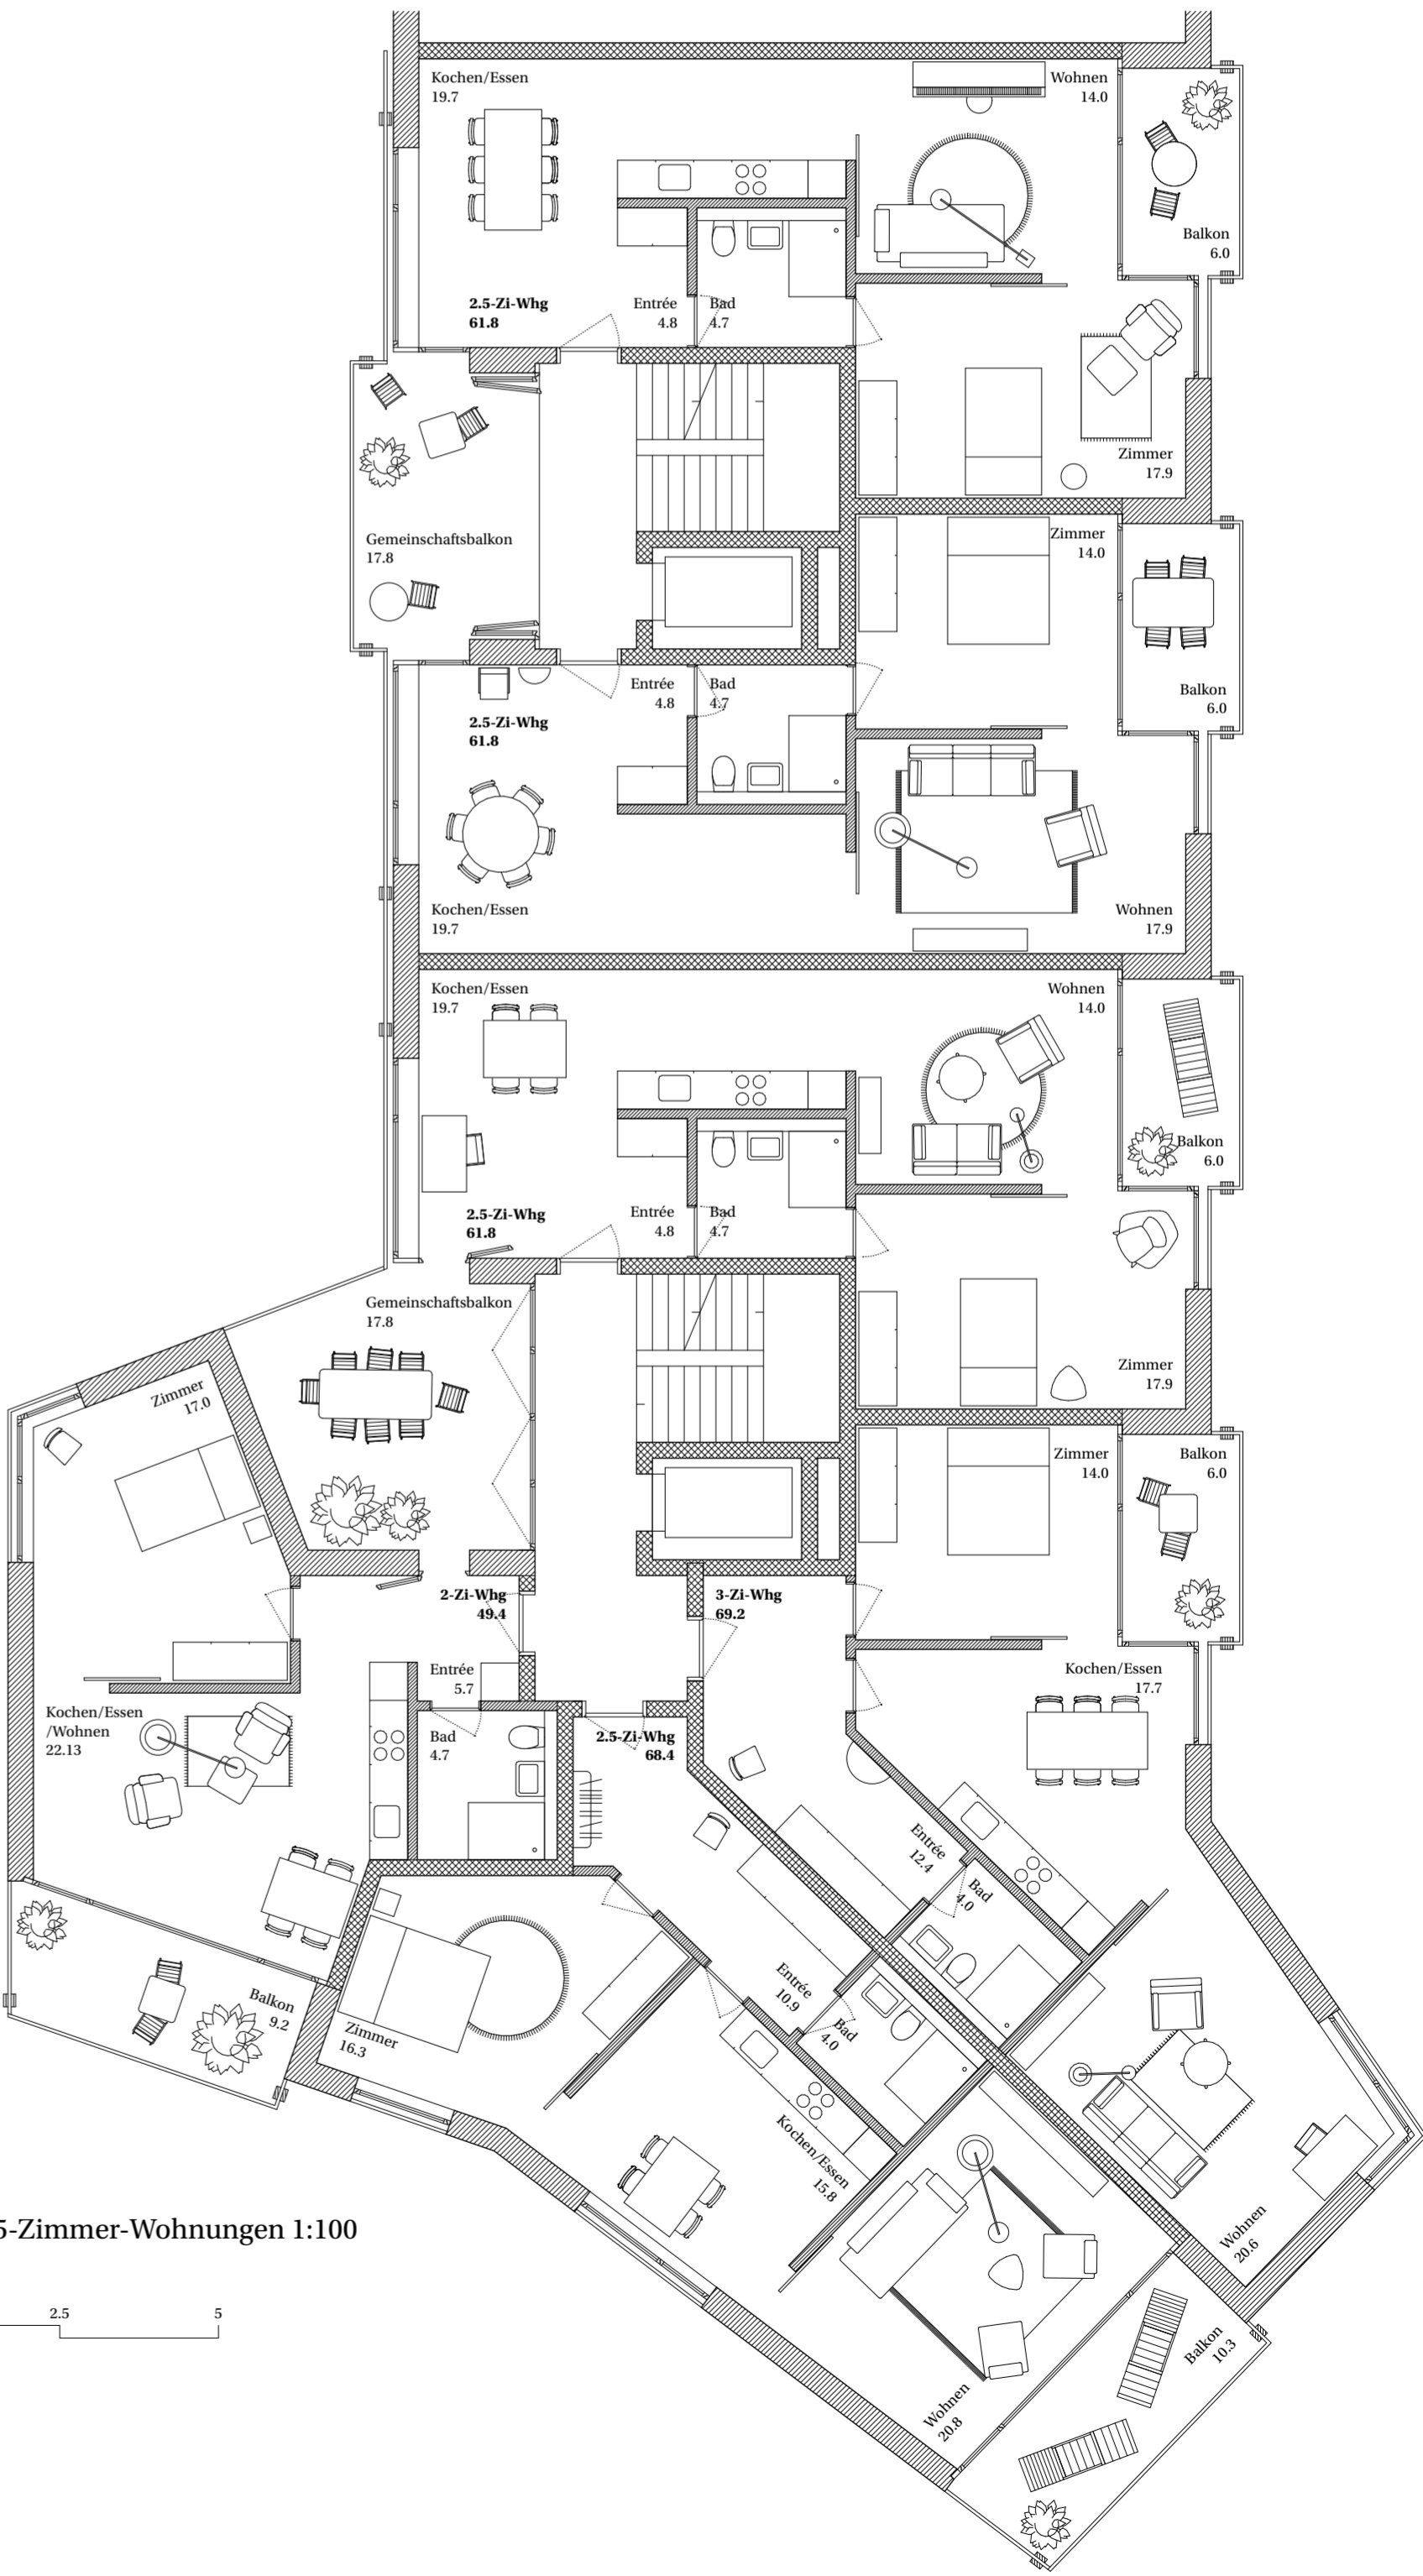 Kochen/Essen
19.7
Wohnen
14.0
Balkon
6.0
2.5-Zi-Whg
61.8
Entrée
4.8
Bad
4.7
Zimmer
17.9
Gemeinschaftsbalkon
17.8
Zimmer
14.0
Balkon
6.0
Entrée
4.8
Bad
4.7
2.5-Zi-Whg
61.8
Kochen/Essen
19.7
Wohnen
17.9
Kochen/Essen
19.7
Wohnen
14.0
Balkon
6.0
2.5-Zi-Whg
61.8
Entrée
4.8
Bad
4.7
Gemeinschaftsbalkon
17.8
Zimmer
17.9
Zimmer
17.0
Zimmer
14.0
Balkon
6.0
2-Zi-Whg
49.4
3-Zi-Whg
69.2
Entrée
5.7
Kochen/Essen
17.7
Kochen/Essen
/Wohnen
22.13
Bad
4.7
2.5-Zi-Whg
68.4
Entrée
12.4
Bad
4.0
Balkon
9.2
Zimmer
16.3
Entrée
10.9
Bad
4.0
Kochen/Essen
15.8
Wohnen
20.6
5-Zimmer-Wohnungen 1:100
2.5
5
Balkon
10.3
Wohnen
20.8